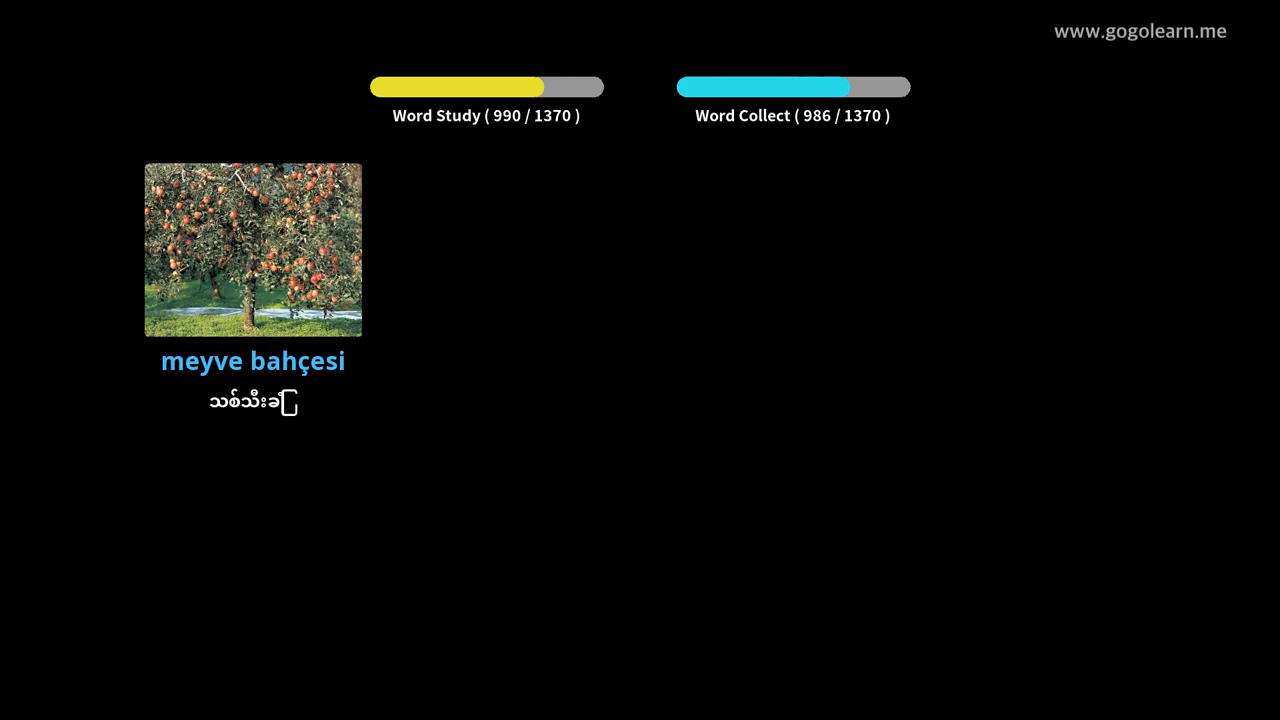 www.gogolearn.me
Word Study ( 990 / 1370 )
Word Collect ( 986 / 1370 )
meyve bahçesi
သစ်သီးခံြ